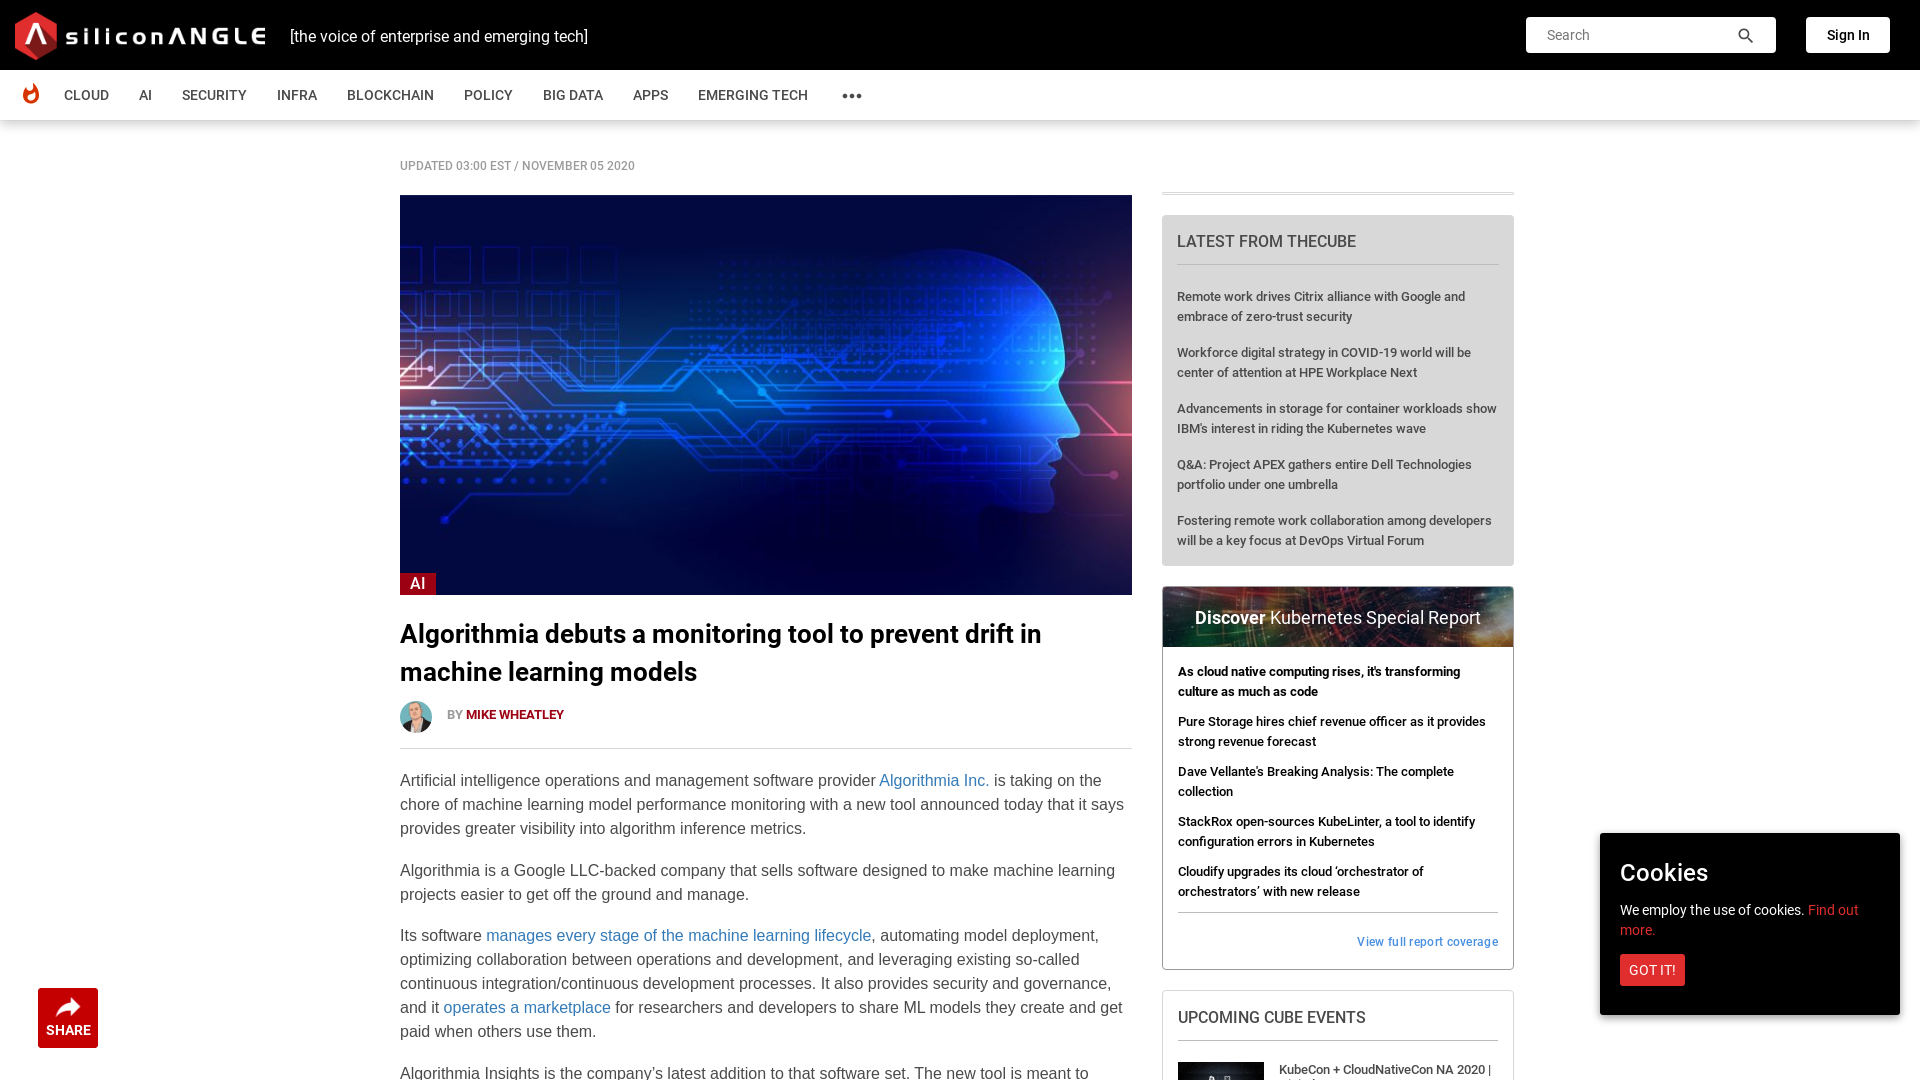 siliconANGLE
[the voice of enterprise and emerging tech]
Search
Sign In
CLOUD
AI
SECURITY
INFRA
BLOCKCHAIN
POLICY
BIG DATA
APPS
EMERGING TECH
UPDATED 03:00 EST / NOVEMBER 05 2020
AI
Algorithmia debuts a monitoring tool to prevent drift in
machine learning models
BY MIKE WHEATLEY
Artificial intelligence operations and management software provider Algorithmia Inc. is taking on the
chore of machine learning model performance monitoring with a new tool announced today that it says
provides greater visibility into algorithm inference metrics.
Algorithmia is a Google LLC-backed company that sells software designed to make machine learning
projects easier to get off the ground and manage.
Its software manages every stage of the machine learning lifecycle, automating model deployment,
optimizing collaboration between operations and development, and leveraging existing so-called
continuous integration/continuous development processes. It also provides security and governance,
and it operates a marketplace for researchers and developers to share ML models they create and get
paid when others use them.
Algorithmia Insights is the company’s latest addition to that software set. The new tool is meant to
LATEST FROM THECUBE
Remote work drives Citrix alliance with Google and
embrace of zero-trust security
Workforce digital strategy in COVID-19 world will be
center of attention at HPE Workplace Next
Advancements in storage for container workloads show
IBM's interest in riding the Kubernetes wave
Q&A: Project APEX gathers entire Dell Technologies
portfolio under one umbrella
Fostering remote work collaboration among developers
will be a key focus at DevOps Virtual Forum
Discover Kubernetes Special Report
As cloud native computing rises, it's transforming
culture as much as code
Pure Storage hires chief revenue officer as it provides
strong revenue forecast
Dave Vellante's Breaking Analysis: The complete
collection
StackRox open-sources KubeLinter, a tool to identify
configuration errors in Kubernetes
Cloudify upgrades its cloud ‘orchestrator of
orchestrators’ with new release
View full report coverage
UPCOMING CUBE EVENTS
KubeCon + CloudNativeCon NA 2020 |
Cookies
We employ the use of cookies. Find out
more.
GOT IT!
SHARE